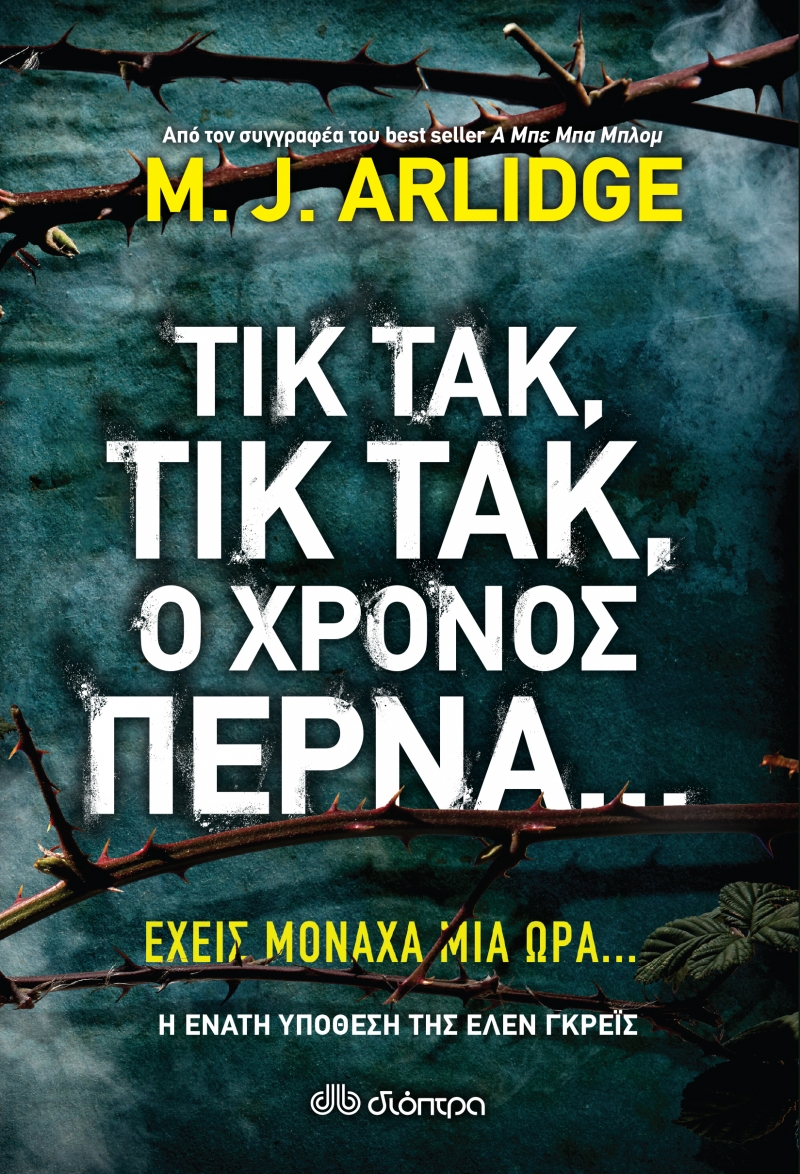 Από τον συγγραφέα του best seller Α Μπε Μπα Μπλομ
M. J. ARLIDGE
ΤΙΚ ΤΑΚ,
ΤΙΚ ΤΑΚ,
Ο ΧΡΟΝΟΣ
ΠΕΡΝΑ...
ΕΧΕΙΣ ΜΟΝΑΧΑ ΜΙΑ ΩΡΑ...
Η ΕΝΑΤΗ ΥΠΟΘΕΣΗ ΤΗΣ ΕΛΕΝ ΓΚΡΕΪΣ
db διόπτρα